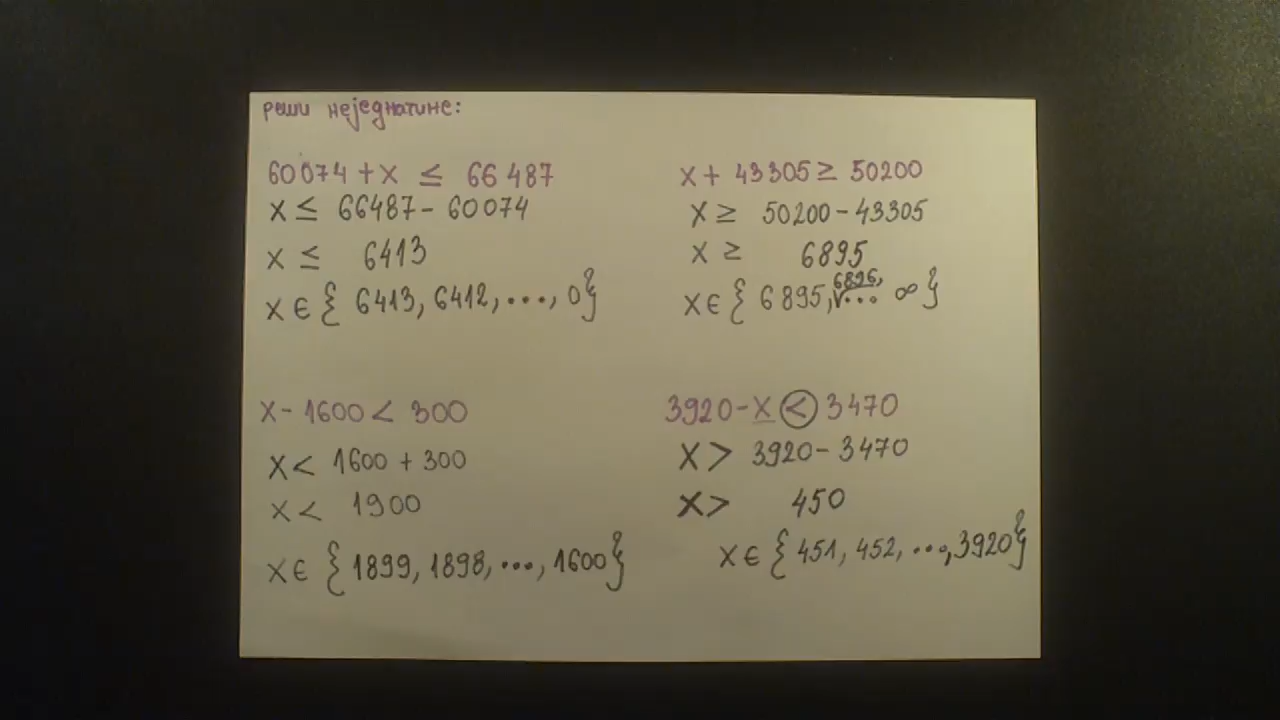 реши неједначине:
60074 + x ≤ 66487
x ≤ 66487 - 60074
x ≤ 6413
x ∈ { 6413, 6412, ..., 0}
x + 43305 ≥ 50200
x ≥ 50200 - 43305
x ≥ 6895
x ∈ { 6895, 6896, ... ∞ }
x - 1600 < 300
x < 1600 + 300
x < 1900
x ∈ { 1899, 1898, ..., 1600}
3920 - x < 3470
x > 3920 - 3470
x > 450
x ∈ { 451, 452, ..., 3920}